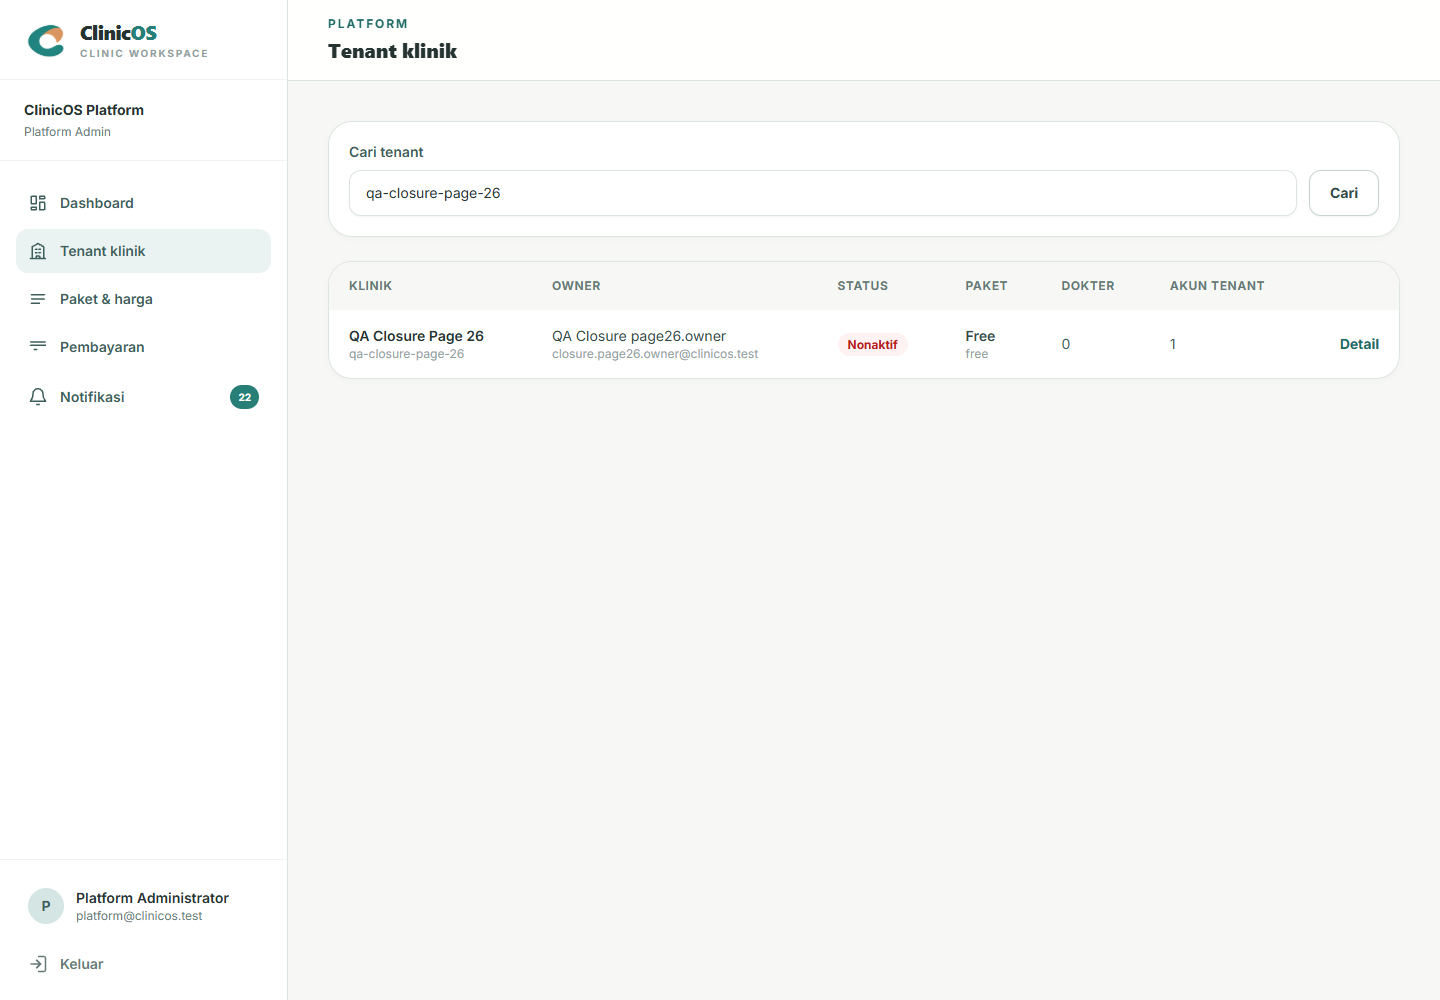 ClinicOS
CLINIC WORKSPACE
ClinicOS Platform
Platform Admin
Dashboard
Tenant klinik
Paket & harga
Pembayaran
Notifikasi 22
Platform Administrator
P
platform@clinicos.test
Keluar
PLATFORM
Tenant klinik
Cari tenant
qa-closure-page-26 Cari
KLINIK OWNER STATUS PAKET DOKTER AKUN TENANT
QA Closure Page 26 QA Closure page26.owner Nonaktif Free 0 1 Detail
qa-closure-page-26 closure.page26.owner@clinicos.test free